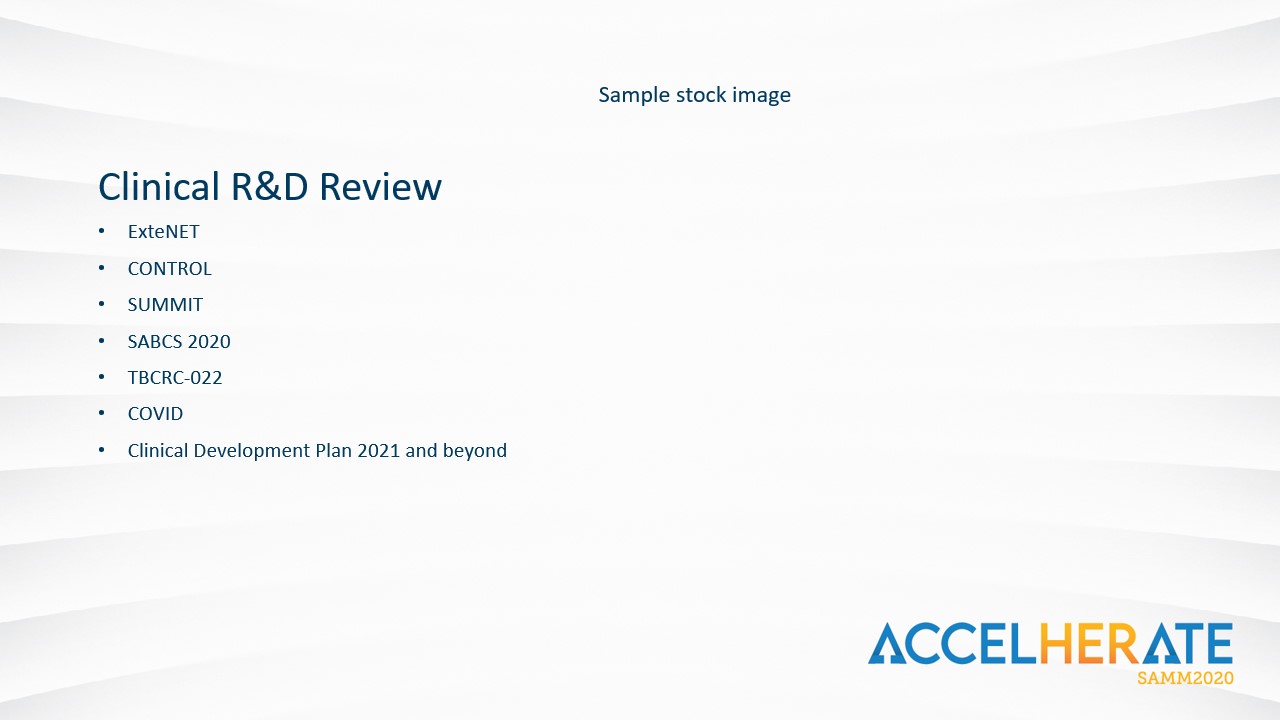 Sample stock image
Clinical R&D Review
• ExteNET
• CONTROL
• SUMMIT
• SABCS 2020
• TBCRC-022
• COVID
• Clinical Development Plan 2021 and beyond
ACCELHERATE
SAMM2020